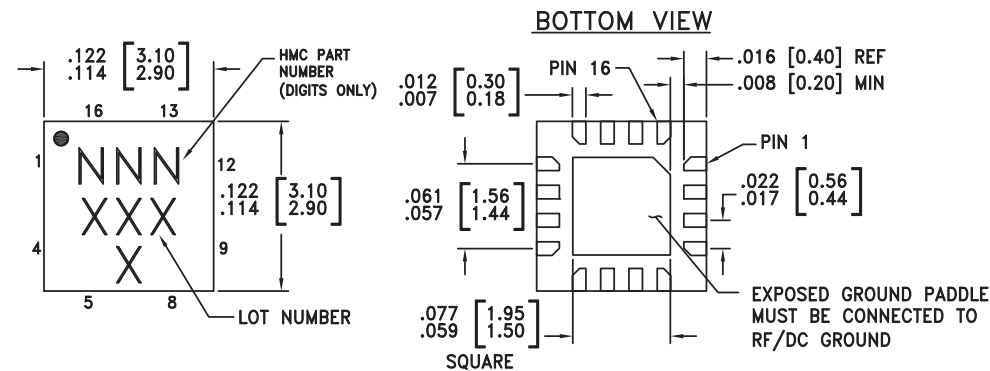 BOTTOM VIEW
.122 [3.10]
.114 [2.90]
HMC PART
NUMBER
(DIGITS ONLY)
16 13
1
NNN
12
XXX
X
4
9
5 8
.122 [3.10]
.114 [2.90]
LOT NUMBER
.012 [0.30]
.007 [0.18]
PIN 16
.016 [0.40] REF
.008 [0.20] MIN
PIN 1
.061 [1.56]
.057 [1.44]
.022 [0.56]
.017 [0.44]
.077 [1.95]
.059 [1.50]
SQUARE
EXPOSED GROUND PADDLE
MUST BE CONNECTED TO
RF/DC GROUND